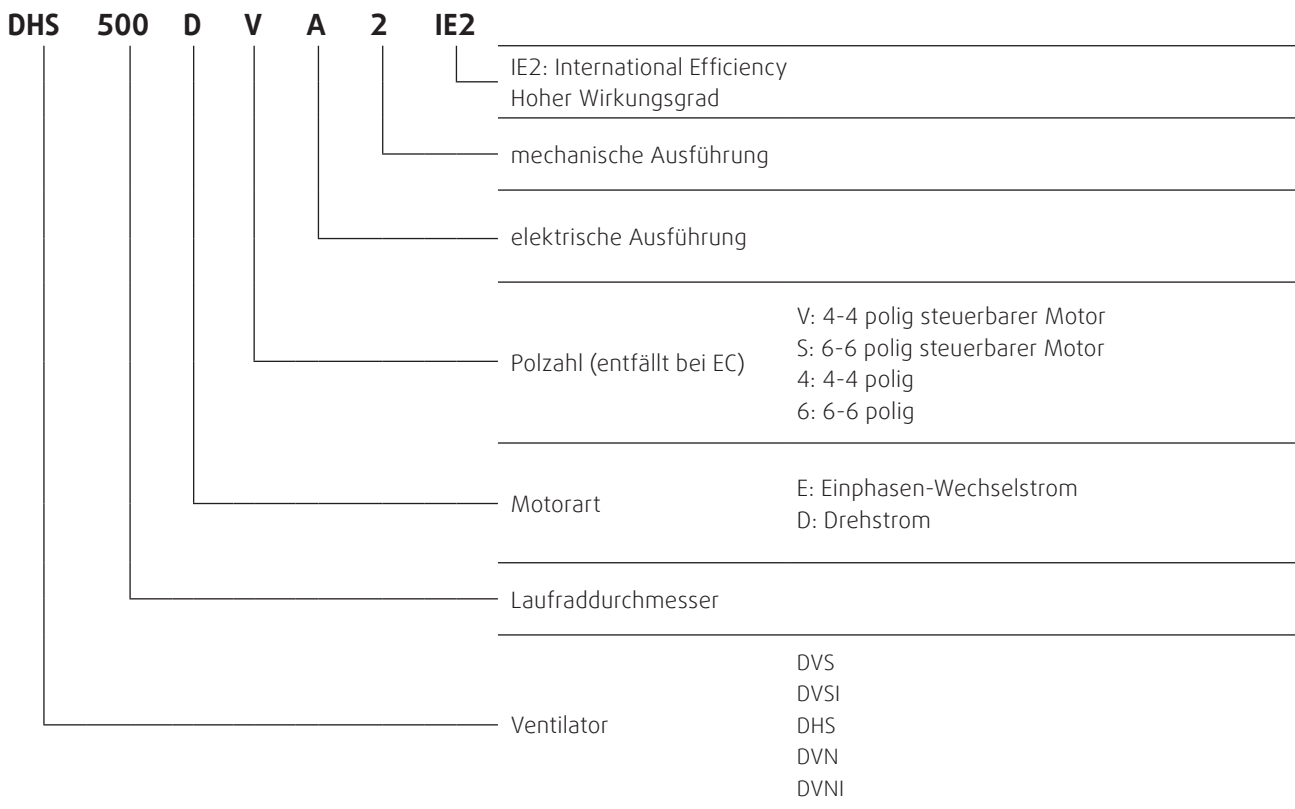 DHS 500 D V A 2 IE2
IE2: International Efficiency
Hoher Wirkungsgrad
mechanische Ausführung
elektrische Ausführung
Polzahl (entfällt bei EC)
V: 4-4 polig steuerbarer Motor
S: 6-6 polig steuerbarer Motor
4: 4-4 polig
6: 6-6 polig
Motorart
E: Einphasen-Wechselstrom
D: Drehstrom
Laufraddurchmesser
Ventilator
DVS
DVSI
DHS
DVN
DVNI